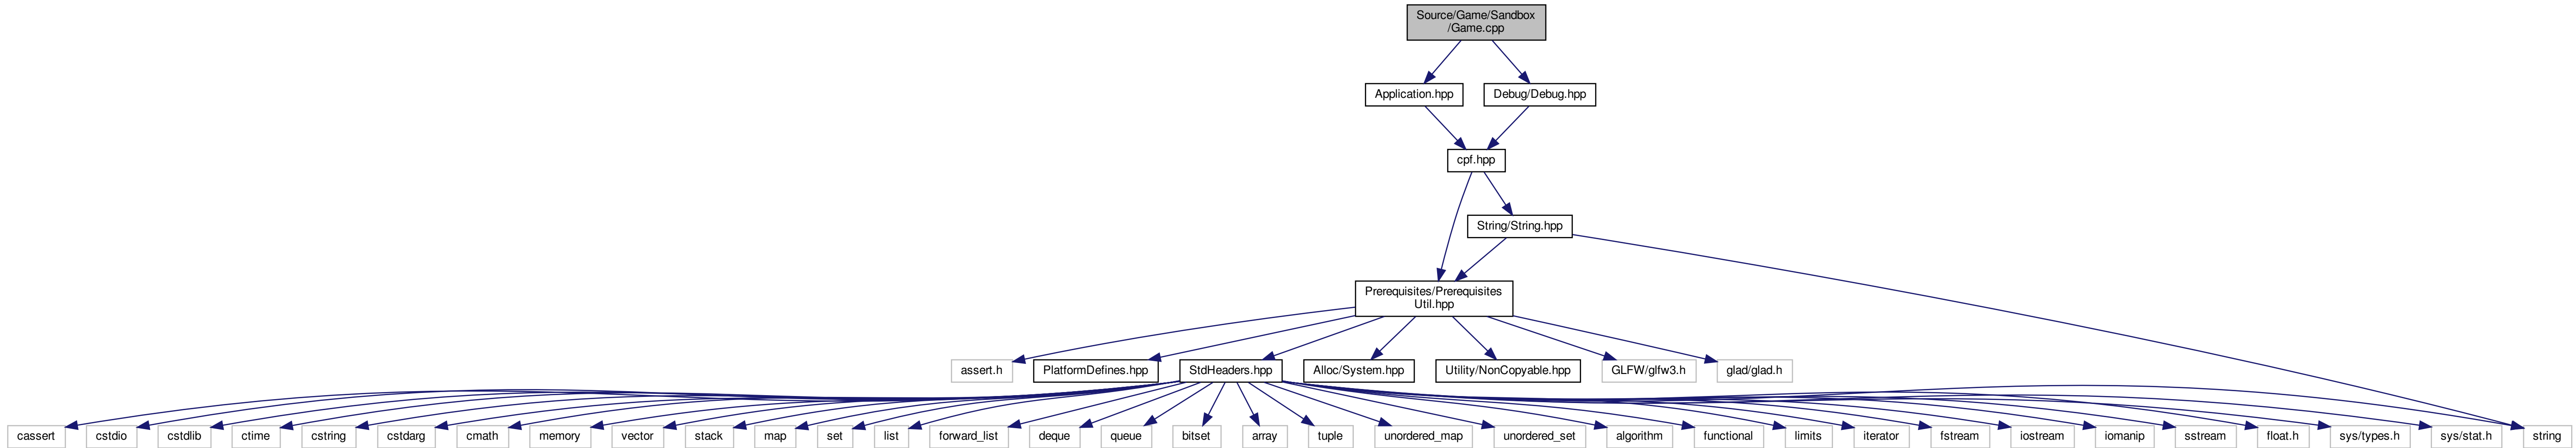 Source/Game/Sandbox
/Game.cpp
Application.hpp
Debug/Debug.hpp
cpf.hpp
String/String.hpp
Prerequisites/Prerequisites
Util.hpp
assert.h
PlatformDefines.hpp
StdHeaders.hpp
Alloc/System.hpp
Utility/NonCopyable.hpp
GLFW/glfw3.h
glad/glad.h
cassert
cstdio
cstdlib
ctime
cstring
cstdarg
cmath
memory
vector
stack
map
set
list
forward_list
deque
queue
bitset
array
tuple
unordered_map
unordered_set
algorithm
functional
limits
iterator
fstream
iostream
iomanip
sstream
float.h
sys/types.h
sys/stat.h
string